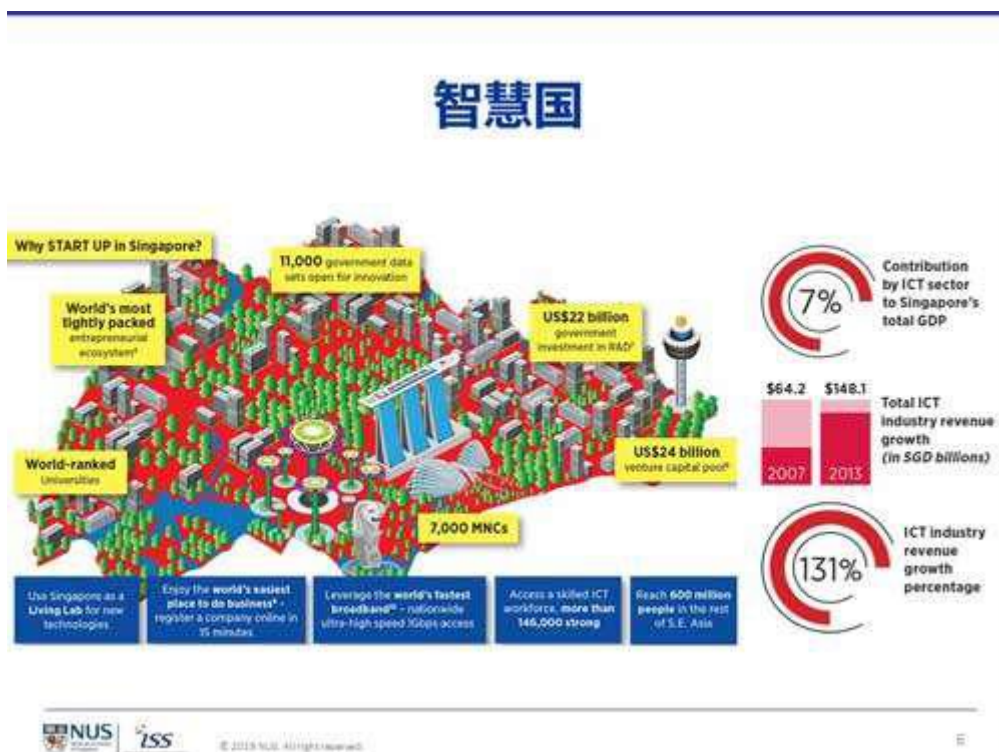 智慧国
Why START UP in Singapore?
11,000 government data
sets open for innovation
World's most
tightly packed
entrepreneurial
ecosystem
US$22 billion
government
investment in R&D
World-ranked
Universities
US$24 billion
venture capital pool
7,000 MNCs
Use Singapore as a
Living Lab for new
technologies
Enjoy the world's easiest
place to do business -
register a company online in
15 minutes
Leverage the world's fastest
broadband - nationwide
ultra-high speed 1Gbps access
Access a skilled ICT
workforce, more than
146,000 strong
Reach 600 million
people in the rest
of S.E. Asia
7%
Contribution
by ICT sector
to Singapore's
total GDP
$64.2 $148.1
2007 2013
Total ICT
industry revenue
growth
(in SGD billions)
131%
ICT industry
revenue
growth
percentage
NUS
iss
NUS. All rights reserved.